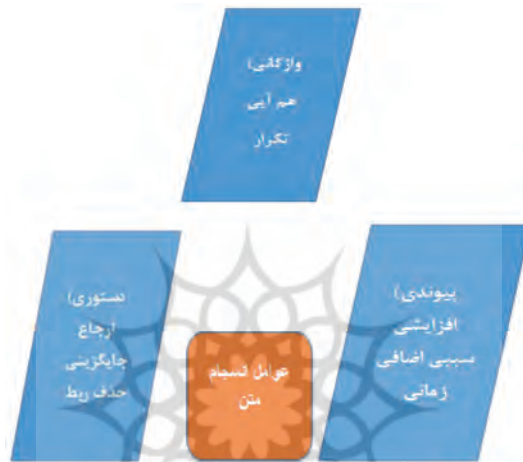 واژگانی)
هم آیی
تکرار
پیوندی)
افزایشی
سببی اضافی
زمانی
دستوری)
ارجاع
جایگزینی
حذف ربط
عوامل انسجام
متن